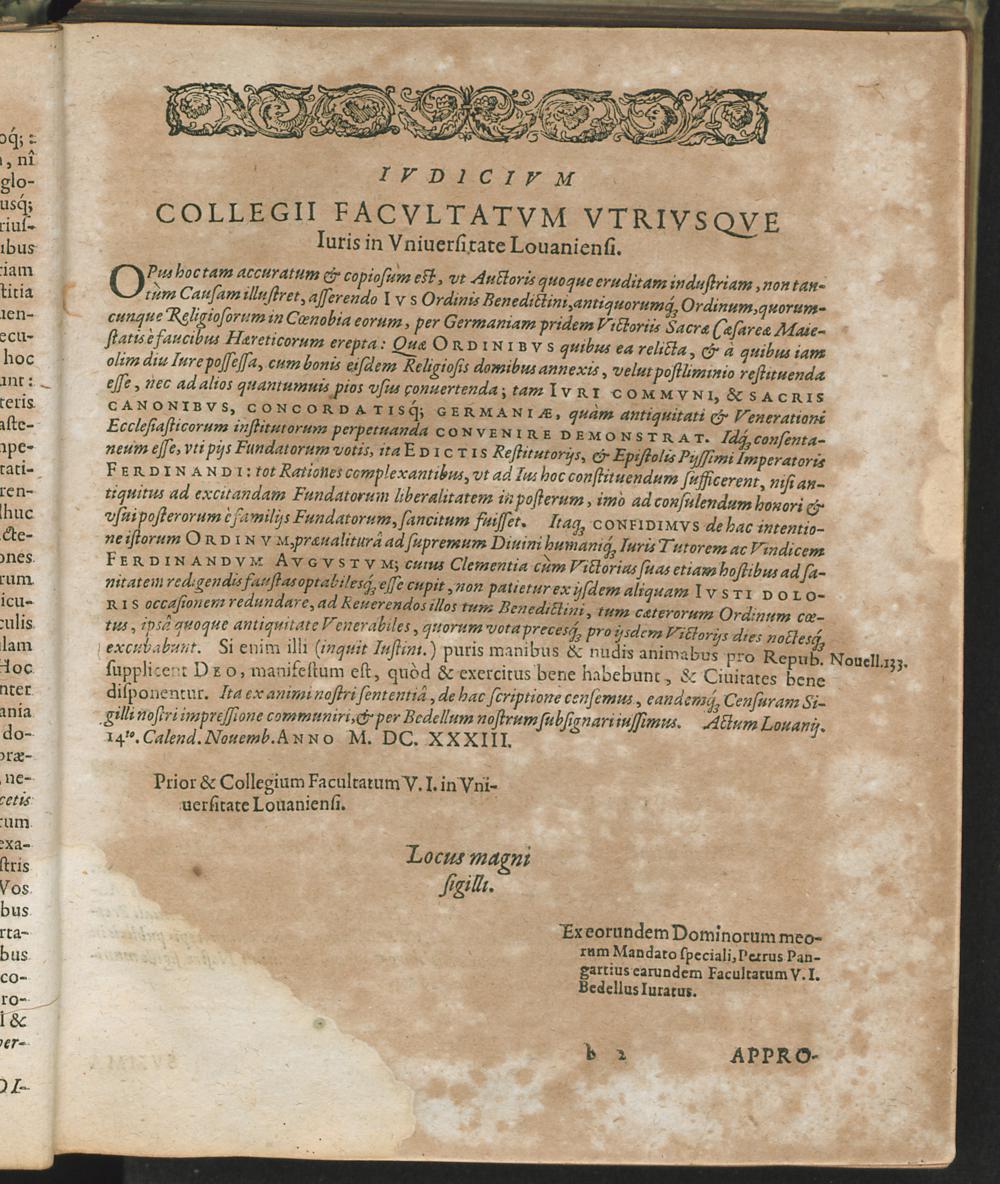 IVDICIVM
COLLEGII FACVLTATVM VTRIVSQVE
Iuris in Vniuerſitate Louanienſi.
OPus hoc tam accuratum & copioſum eſt, vt Auctoris quoque eruditam induſtriam, non tan-
tùm Cauſam illuſtret, aſſerendo IVS Ordinis Benedictini, antiquorumq́; Ordinum, quorum-
cunque Religioſorum in Cœnobia eorum, per Germaniam pridem Victoriis Sacræ Cæſareæ Maie-
ſtatis è faucibus Hæreticorum erepta: Quæ ORDINIBVS quibus ea relicta, & à quibus iam
olim diu Iure poſſeſſa, cum bonis eiſdem Religioſis domibus annexis, velut poſtliminio reſtituenda
eſſe, nec ad alios quantumuis pios vſus conuertenda; tam IVRI COMMVNI, & SACRIS
CANONIBVS, CONCORDATISq́; GERMANIÆ, quàm antiquitati & Venerationi
Eccleſiaſticorum inſtitutorum perpetuanda CONVENIRE DEMONSTRAT. Idq́; conſenta-
neum eſſe, vti pijs Fundatorum votis, ita EDICTIS Reſtitutorijs, & Epiſtolis Pijſſimi Imperatoris
FERDINANDI: tot Rationes complexantibus, vt ad Ius hoc conſtituendum ſufficerent, niſi an-
tiquitus ad excitandam Fundatorum liberalitatem in poſterum, imò ad conſulendum honori &
vſui poſterorum è familijs Fundatorum, ſancitum fuiſſet. Itaq; CONFIDIMVS de hac intentio-
ne iſtorum ORDINVM, præualiturâ ad ſupremum Diuini humaniq́; Iuris Tutorem ac Vindicem
FERDINANDVM AVGVSTVM; cuius Clementia cùm Victorias ſuas etiam hoſtibus ad ſa-
nitatem redigendis fauſtas optabilesq́; eſſe cupit, non patietur ex ijſdem aliquam IVSTI DOLO-
RIS occaſionem redundare, ad Reuerendos illos tum Benedictini, tum cæterorum Ordinum cœ-
tus, ipſâ quoque antiquitate Venerabiles, quorum vota precesq́; pro ijsdem Victorijs dies noctesq́;
excubabunt. Si enim illi (inquit Iuſtini.) puris manibus & nudis animabus pro Repub. Nouell.133.
ſupplicent DEO, manifeſtum eſt, quòd & exercitus bene habebunt, & Ciuitates bene
diſponentur. Ita ex animi noſtri ſententiâ, de hac ſcriptione cenſemus, eandemq́; Cenſuram Si-
gilli noſtri impreſſione communiri, & per Bedellum noſtrum ſubſignari iuſſimus. Actum Louanij.
14ᵗᵒ. Calend. Nouemb. ANNO M. DC. XXXIII.
Prior & Collegium Facultatum V. I. in Vni-
uerſitate Louanienſi.
Locus magni
ſigilli.
Ex eorundem Dominorum meo-
rum Mandato ſpeciali, Petrus Pan-
gartius earundem Facultatum V. I.
Bedellus Iuratus.
b 2 APPRO-